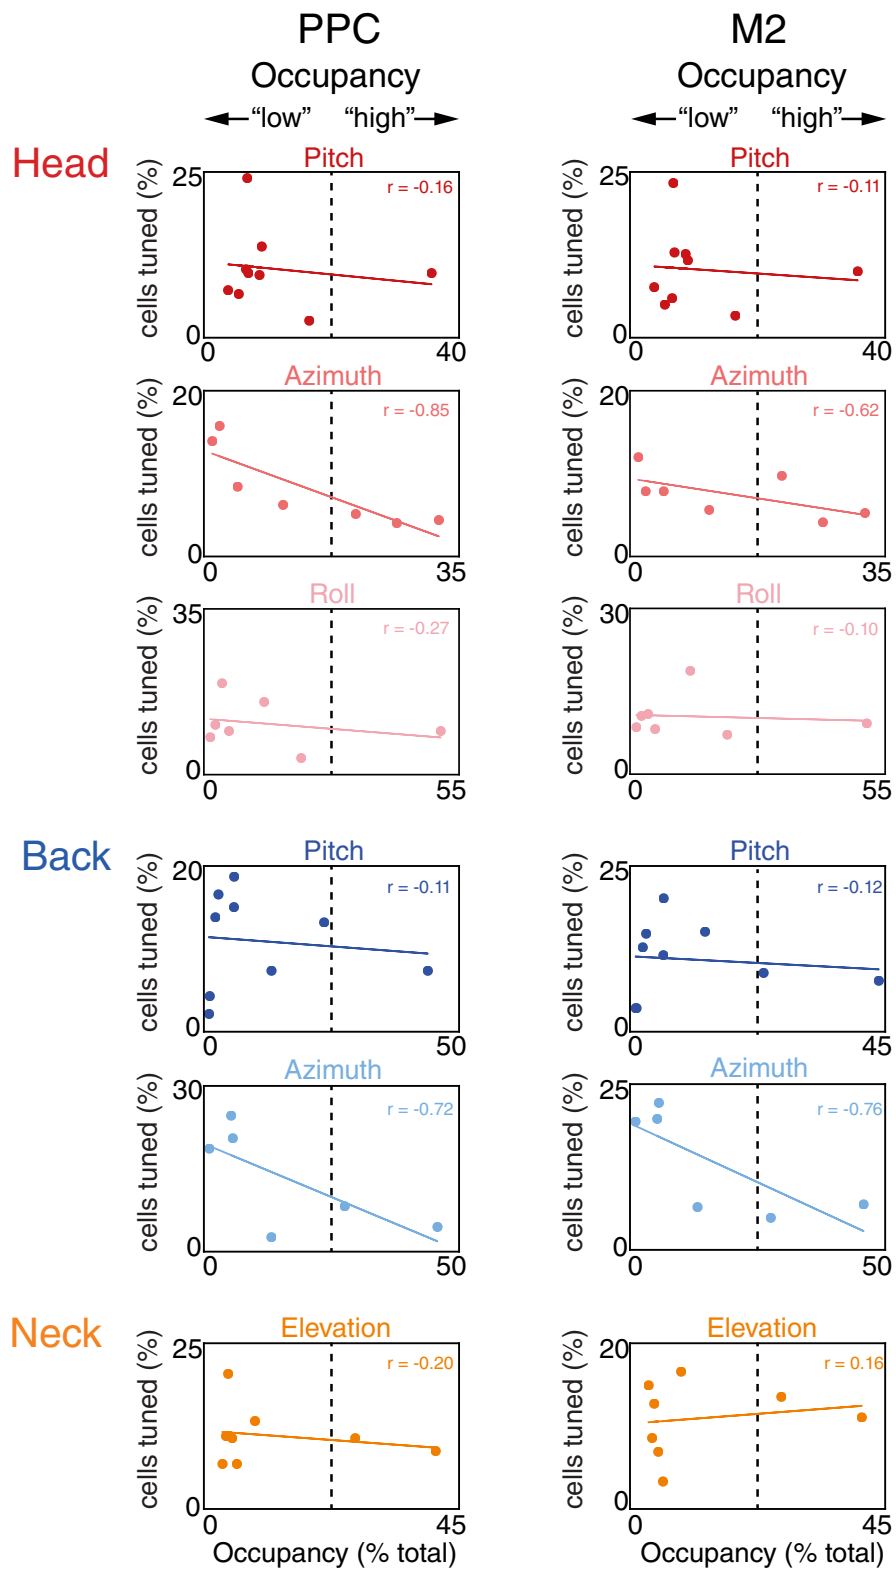 PPC M2
Occupancy Occupancy
“low” “high” “low” “high”
Head
Pitch Pitch
25 r = -0.16 25 r = -0.11
cells tuned (%) cells tuned (%)
0 0
0 40 0 40
Azimuth Azimuth
20 r = -0.85 20 r = -0.62
cells tuned (%) cells tuned (%)
0 0
0 35 0 35
Roll Roll
35 r = -0.27 30 r = -0.10
cells tuned (%) cells tuned (%)
0 0
0 55 0 55
Back
Pitch Pitch
20 r = -0.11 25 r = -0.12
cells tuned (%) cells tuned (%)
0 0
0 50 0 45
Azimuth Azimuth
30 r = -0.72 25 r = -0.76
cells tuned (%) cells tuned (%)
0 0
0 50 0 50
Neck
Elevation Elevation
25 r = -0.20 20 r = 0.16
cells tuned (%) cells tuned (%)
0 0
0 45 0 45
Occupancy (% total) Occupancy (% total)